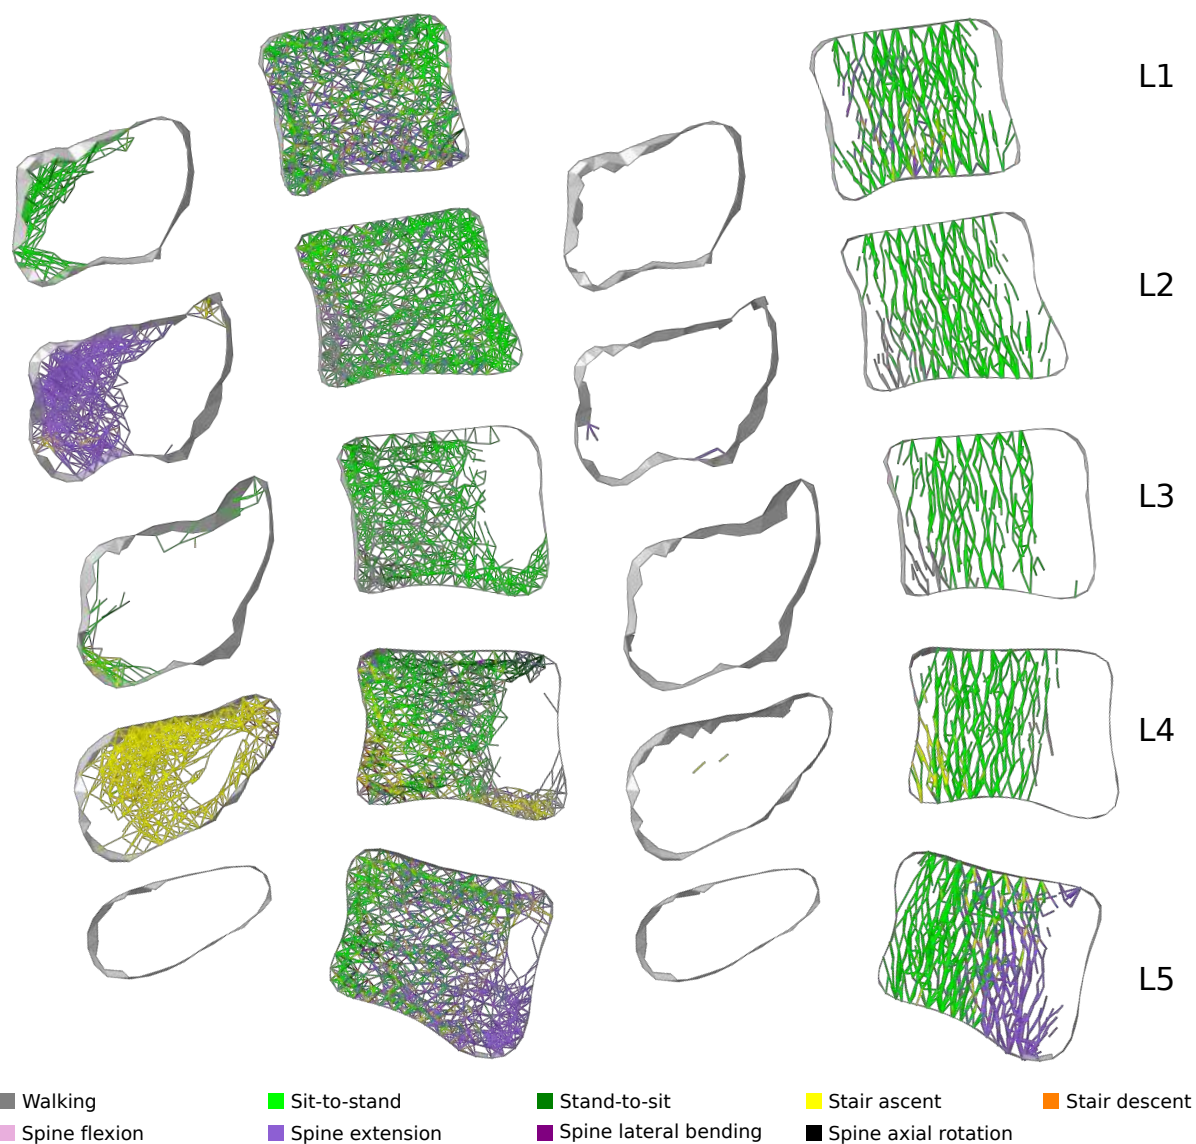 L1
L2
L3
L4
L5
Walking Sit-to-stand Stand-to-sit Stair ascent Stair descent
Spine flexion Spine extension Spine lateral bending Spine axial rotation